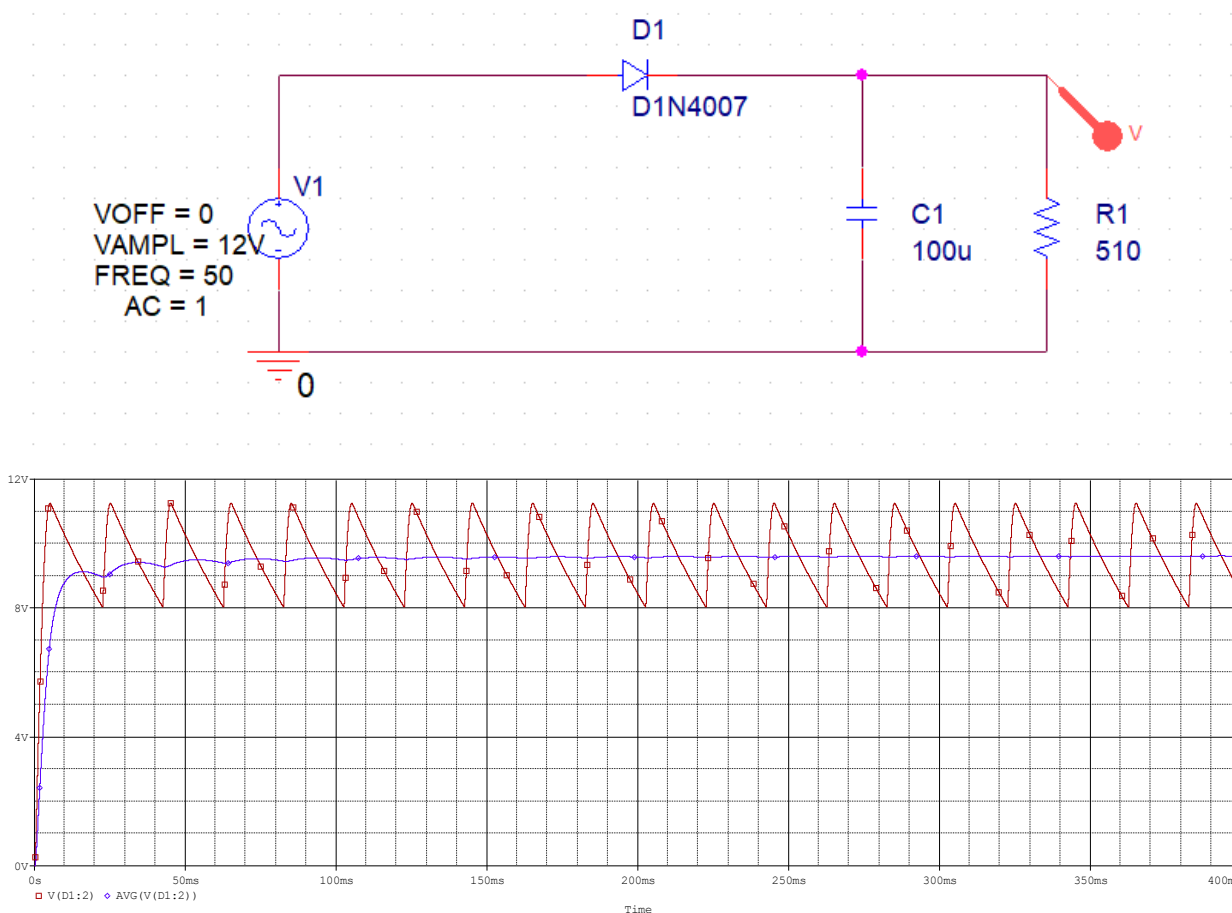 D1
D1N4007
V
V1
VOFF = 0
VAMPL = 12V
FREQ = 50
AC = 1
C1
100u
R1
510
0
12V
8V
4V
0V
0s 50ms 100ms 150ms 200ms 250ms 300ms 350ms 400ms
V(D1:2) AVG(V(D1:2))
Time